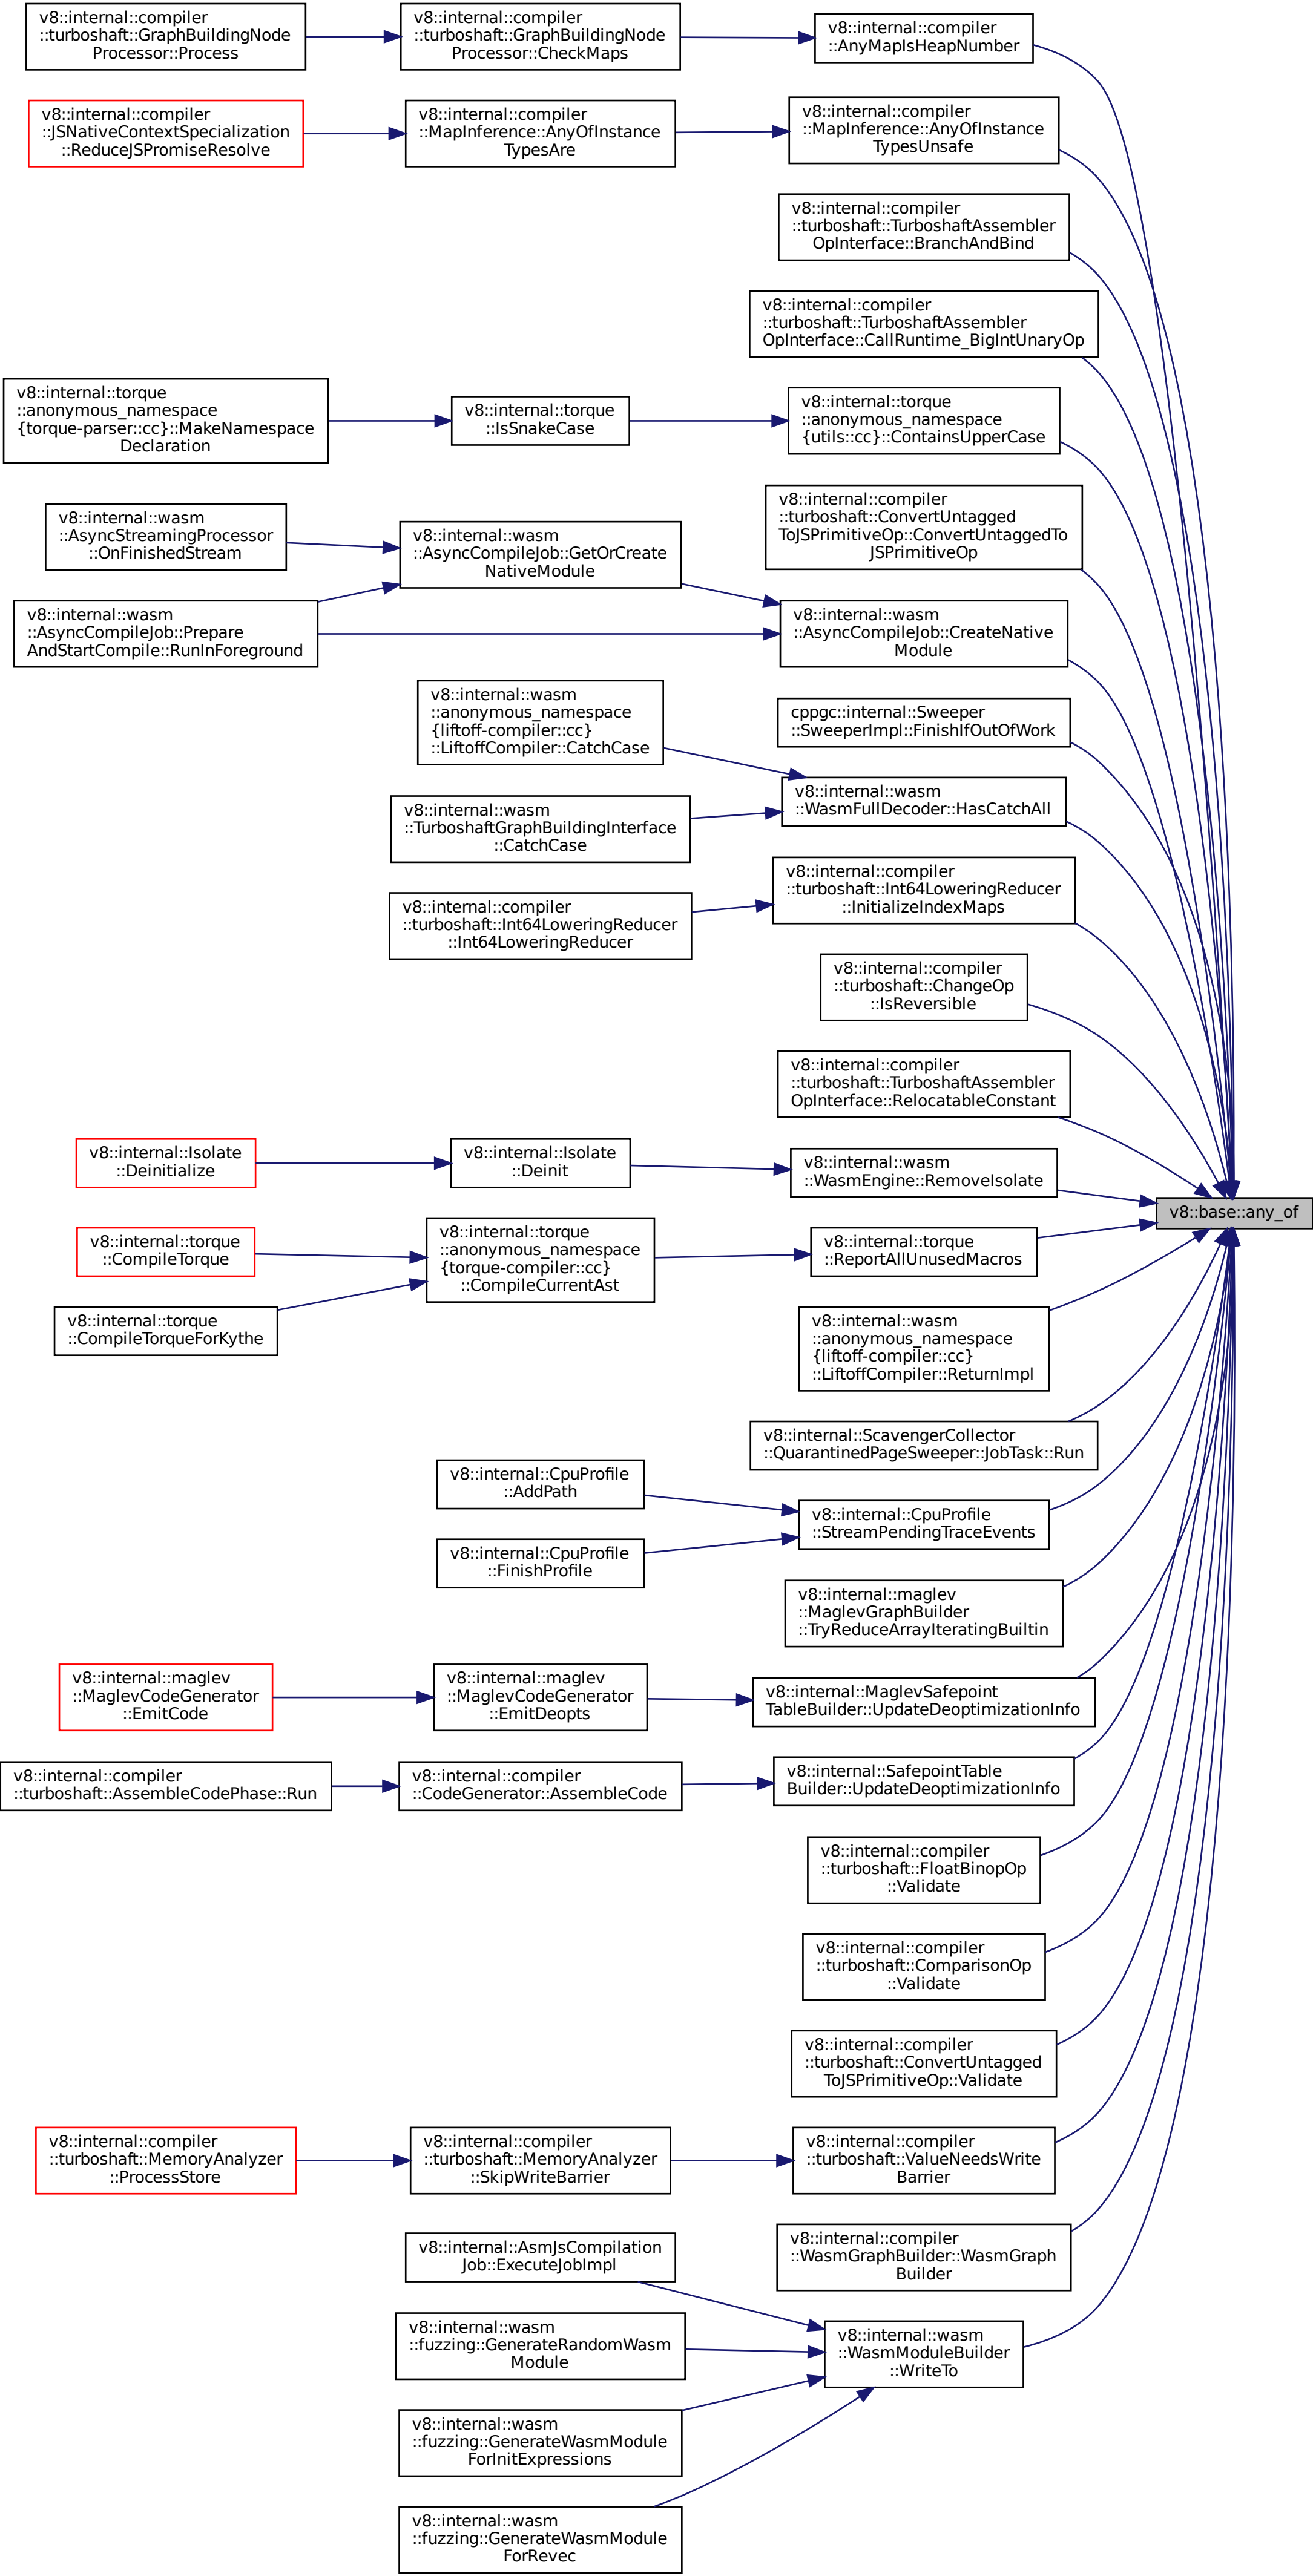 v8::internal::compiler
::turboshaft::GraphBuildingNode
Processor::Process
v8::internal::compiler
::turboshaft::GraphBuildingNode
Processor::CheckMaps
v8::internal::compiler
::AnyMapIsHeapNumber
v8::internal::compiler
::JSNativeContextSpecialization
::ReduceJSPromiseResolve
v8::internal::compiler
::MapInference::AnyOfInstance
TypesAre
v8::internal::compiler
::MapInference::AnyOfInstance
TypesUnsafe
v8::internal::compiler
::turboshaft::TurboshaftAssembler
OpInterface::BranchAndBind
v8::internal::compiler
::turboshaft::TurboshaftAssembler
OpInterface::CallRuntime_BigIntUnaryOp
v8::internal::torque
::anonymous_namespace
{torque-parser::cc}::MakeNamespace
Declaration
v8::internal::torque
::IsSnakeCase
v8::internal::torque
::anonymous_namespace
{utils::cc}::ContainsUpperCase
v8::internal::compiler
::turboshaft::ConvertUntagged
ToJSPrimitiveOp::ConvertUntaggedTo
JSPrimitiveOp
v8::internal::wasm
::AsyncStreamingProcessor
::OnFinishedStream
v8::internal::wasm
::AsyncCompileJob::GetOrCreate
NativeModule
v8::internal::wasm
::AsyncCompileJob::Prepare
AndStartCompile::RunInForeground
v8::internal::wasm
::AsyncCompileJob::CreateNative
Module
v8::internal::wasm
::anonymous_namespace
{liftoff-compiler::cc}
::LiftoffCompiler::CatchCase
cppgc::internal::Sweeper
::SweeperImpl::FinishIfOutOfWork
v8::internal::wasm
::WasmFullDecoder::HasCatchAll
v8::internal::wasm
::TurboshaftGraphBuildingInterface
::CatchCase
v8::internal::compiler
::turboshaft::Int64LoweringReducer
::InitializeIndexMaps
v8::internal::compiler
::turboshaft::Int64LoweringReducer
::Int64LoweringReducer
v8::internal::compiler
::turboshaft::ChangeOp
::IsReversible
v8::internal::compiler
::turboshaft::TurboshaftAssembler
OpInterface::RelocatableConstant
v8::internal::Isolate
::Deinitialize
v8::internal::Isolate
::Deinit
v8::internal::wasm
::WasmEngine::RemoveIsolate
v8::base::any_of
v8::internal::torque
::CompileTorque
v8::internal::torque
::anonymous_namespace
{torque-compiler::cc}
::CompileCurrentAst
v8::internal::torque
::ReportAllUnusedMacros
v8::internal::torque
::CompileTorqueForKythe
v8::internal::wasm
::anonymous_namespace
{liftoff-compiler::cc}
::LiftoffCompiler::ReturnImpl
v8::internal::ScavengerCollector
::QuarantinedPageSweeper::JobTask::Run
v8::internal::CpuProfile
::AddPath
v8::internal::CpuProfile
::StreamPendingTraceEvents
v8::internal::CpuProfile
::FinishProfile
v8::internal::maglev
::MaglevGraphBuilder
::TryReduceArrayIteratingBuiltin
v8::internal::maglev
::MaglevCodeGenerator
::EmitCode
v8::internal::maglev
::MaglevCodeGenerator
::EmitDeopts
v8::internal::MaglevSafepoint
TableBuilder::UpdateDeoptimizationInfo
v8::internal::compiler
::turboshaft::AssembleCodePhase::Run
v8::internal::compiler
::CodeGenerator::AssembleCode
v8::internal::SafepointTable
Builder::UpdateDeoptimizationInfo
v8::internal::compiler
::turboshaft::FloatBinopOp
::Validate
v8::internal::compiler
::turboshaft::ComparisonOp
::Validate
v8::internal::compiler
::turboshaft::ConvertUntagged
ToJSPrimitiveOp::Validate
v8::internal::compiler
::turboshaft::MemoryAnalyzer
::ProcessStore
v8::internal::compiler
::turboshaft::MemoryAnalyzer
::SkipWriteBarrier
v8::internal::compiler
::turboshaft::ValueNeedsWrite
Barrier
v8::internal::compiler
::WasmGraphBuilder::WasmGraph
Builder
v8::internal::AsmJsCompilation
Job::ExecuteJobImpl
v8::internal::wasm
::fuzzing::GenerateRandomWasm
Module
v8::internal::wasm
::WasmModuleBuilder
::WriteTo
v8::internal::wasm
::fuzzing::GenerateWasmModule
ForInitExpressions
v8::internal::wasm
::fuzzing::GenerateWasmModule
ForRevec